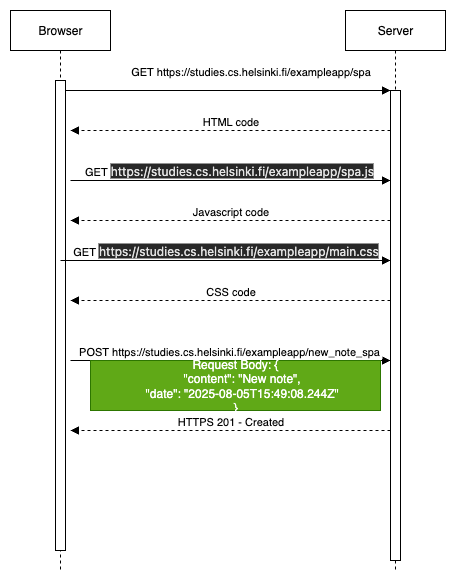 Browser
Server
GET https://studies.cs.helsinki.fi/exampleapp/spa
HTML code
GET https://studies.cs.helsinki.fi/exampleapp/spa.js
Javascript code
GET https://studies.cs.helsinki.fi/exampleapp/main.css
CSS code
POST https://studies.cs.helsinki.fi/exampleapp/new_note_spa
Request Body: {
"content": "New note",
"date": "2025-08-05T15:49:08.244Z"
}
HTTPS 201 - Created